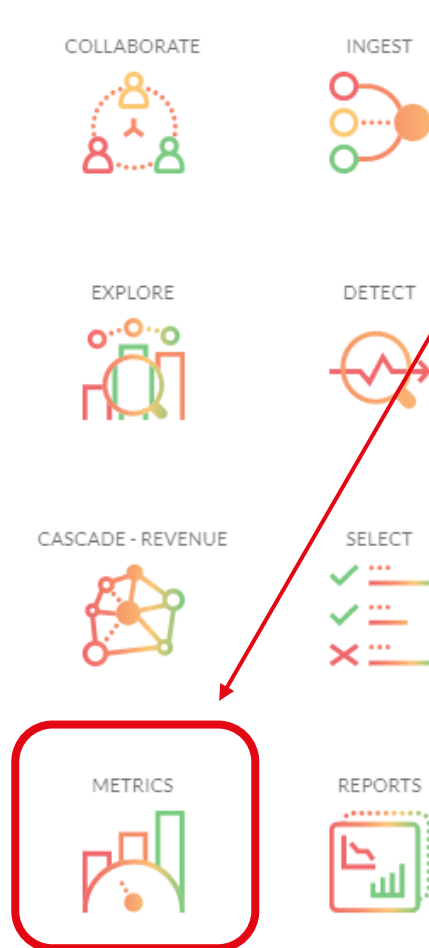 COLLABORATE
INGEST
EXPLORE
DETECT
CASCADE - REVENUE
SELECT
METRICS
REPORTS